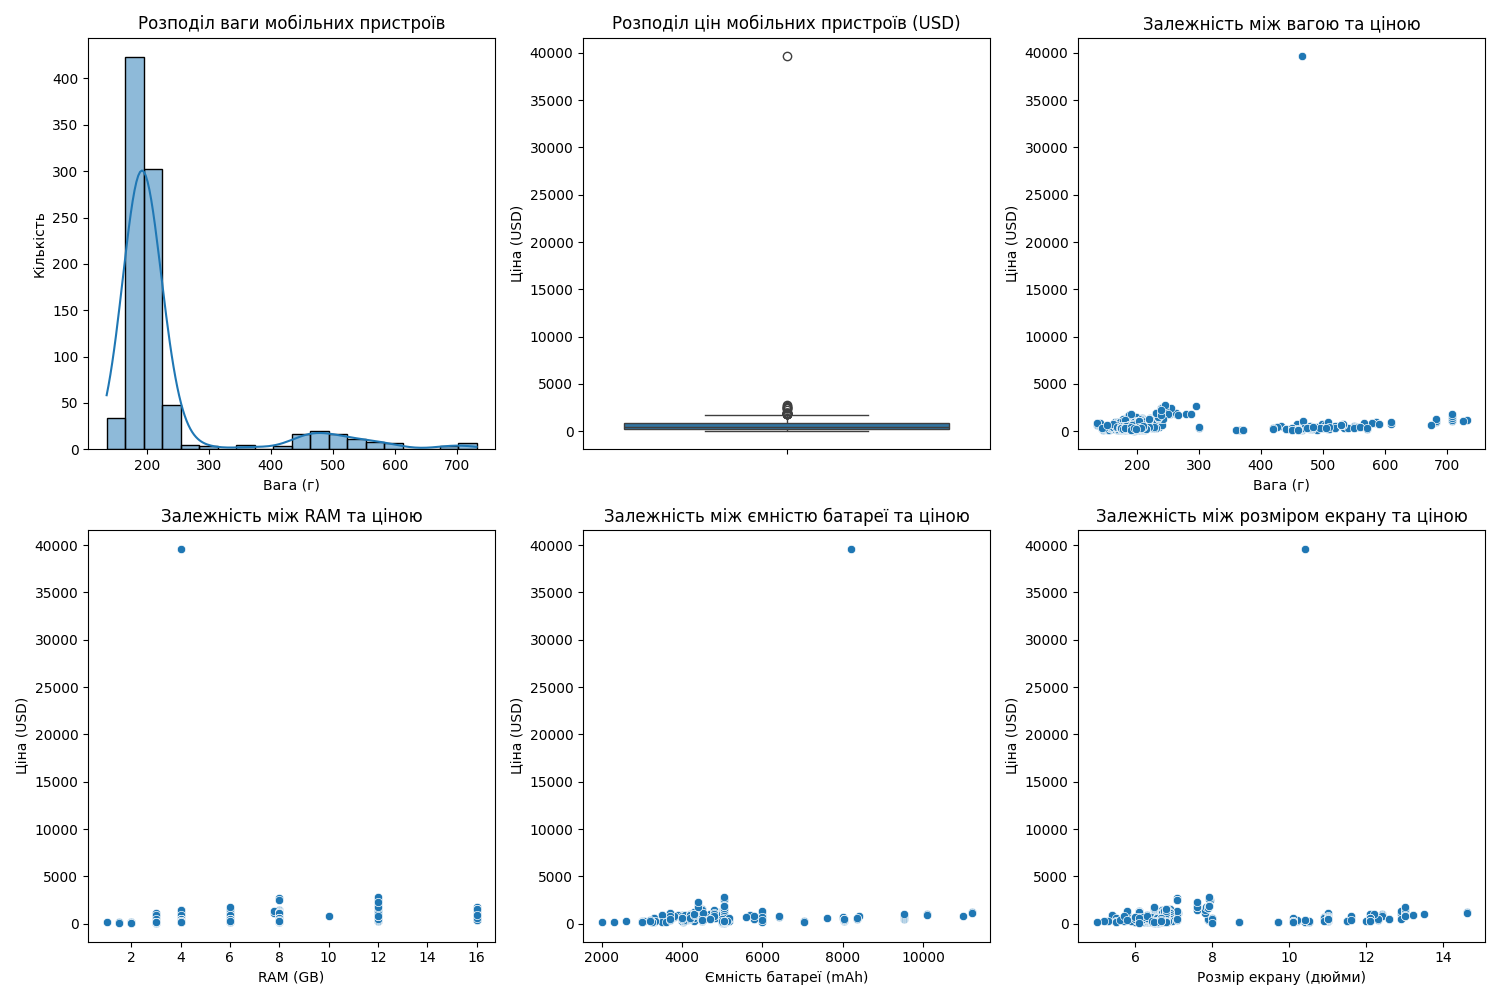 Розподіл ваги мобільних пристроїв
Кількість
400
350
300
250
200
150
100
50
0
200 300 400 500 600 700
Вага (г)
Розподіл цін мобільних пристроїв (USD)
Ціна (USD)
40000
35000
30000
25000
20000
15000
10000
5000
0
Залежність між вагою та ціною
Ціна (USD)
40000
35000
30000
25000
20000
15000
10000
5000
0
200 300 400 500 600 700
Вага (г)
Залежність між RAM та ціною
Ціна (USD)
40000
35000
30000
25000
20000
15000
10000
5000
0
2 4 6 8 10 12 14 16
RAM (GB)
Залежність між ємністю батареї та ціною
Ціна (USD)
40000
35000
30000
25000
20000
15000
10000
5000
0
2000 4000 6000 8000 10000
Ємність батареї (mAh)
Залежність між розміром екрану та ціною
Ціна (USD)
40000
35000
30000
25000
20000
15000
10000
5000
0
6 8 10 12 14
Розмір екрану (дюйми)